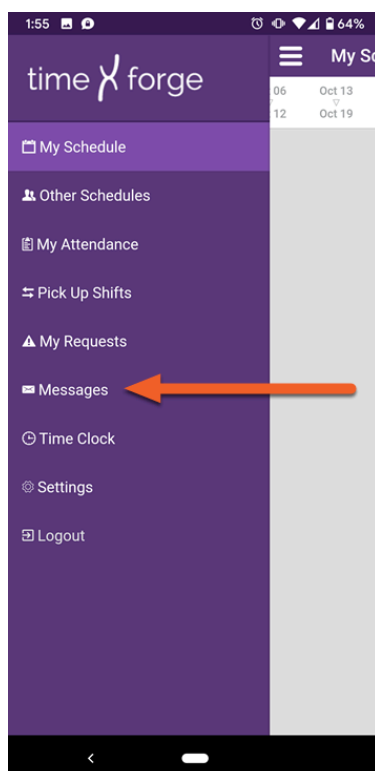 1:55 64%
time forge
My Sc
06 Oct 13
12 Oct 19
My Schedule
Other Schedules
My Attendance
Pick Up Shifts
My Requests
Messages
Time Clock
Settings
Logout